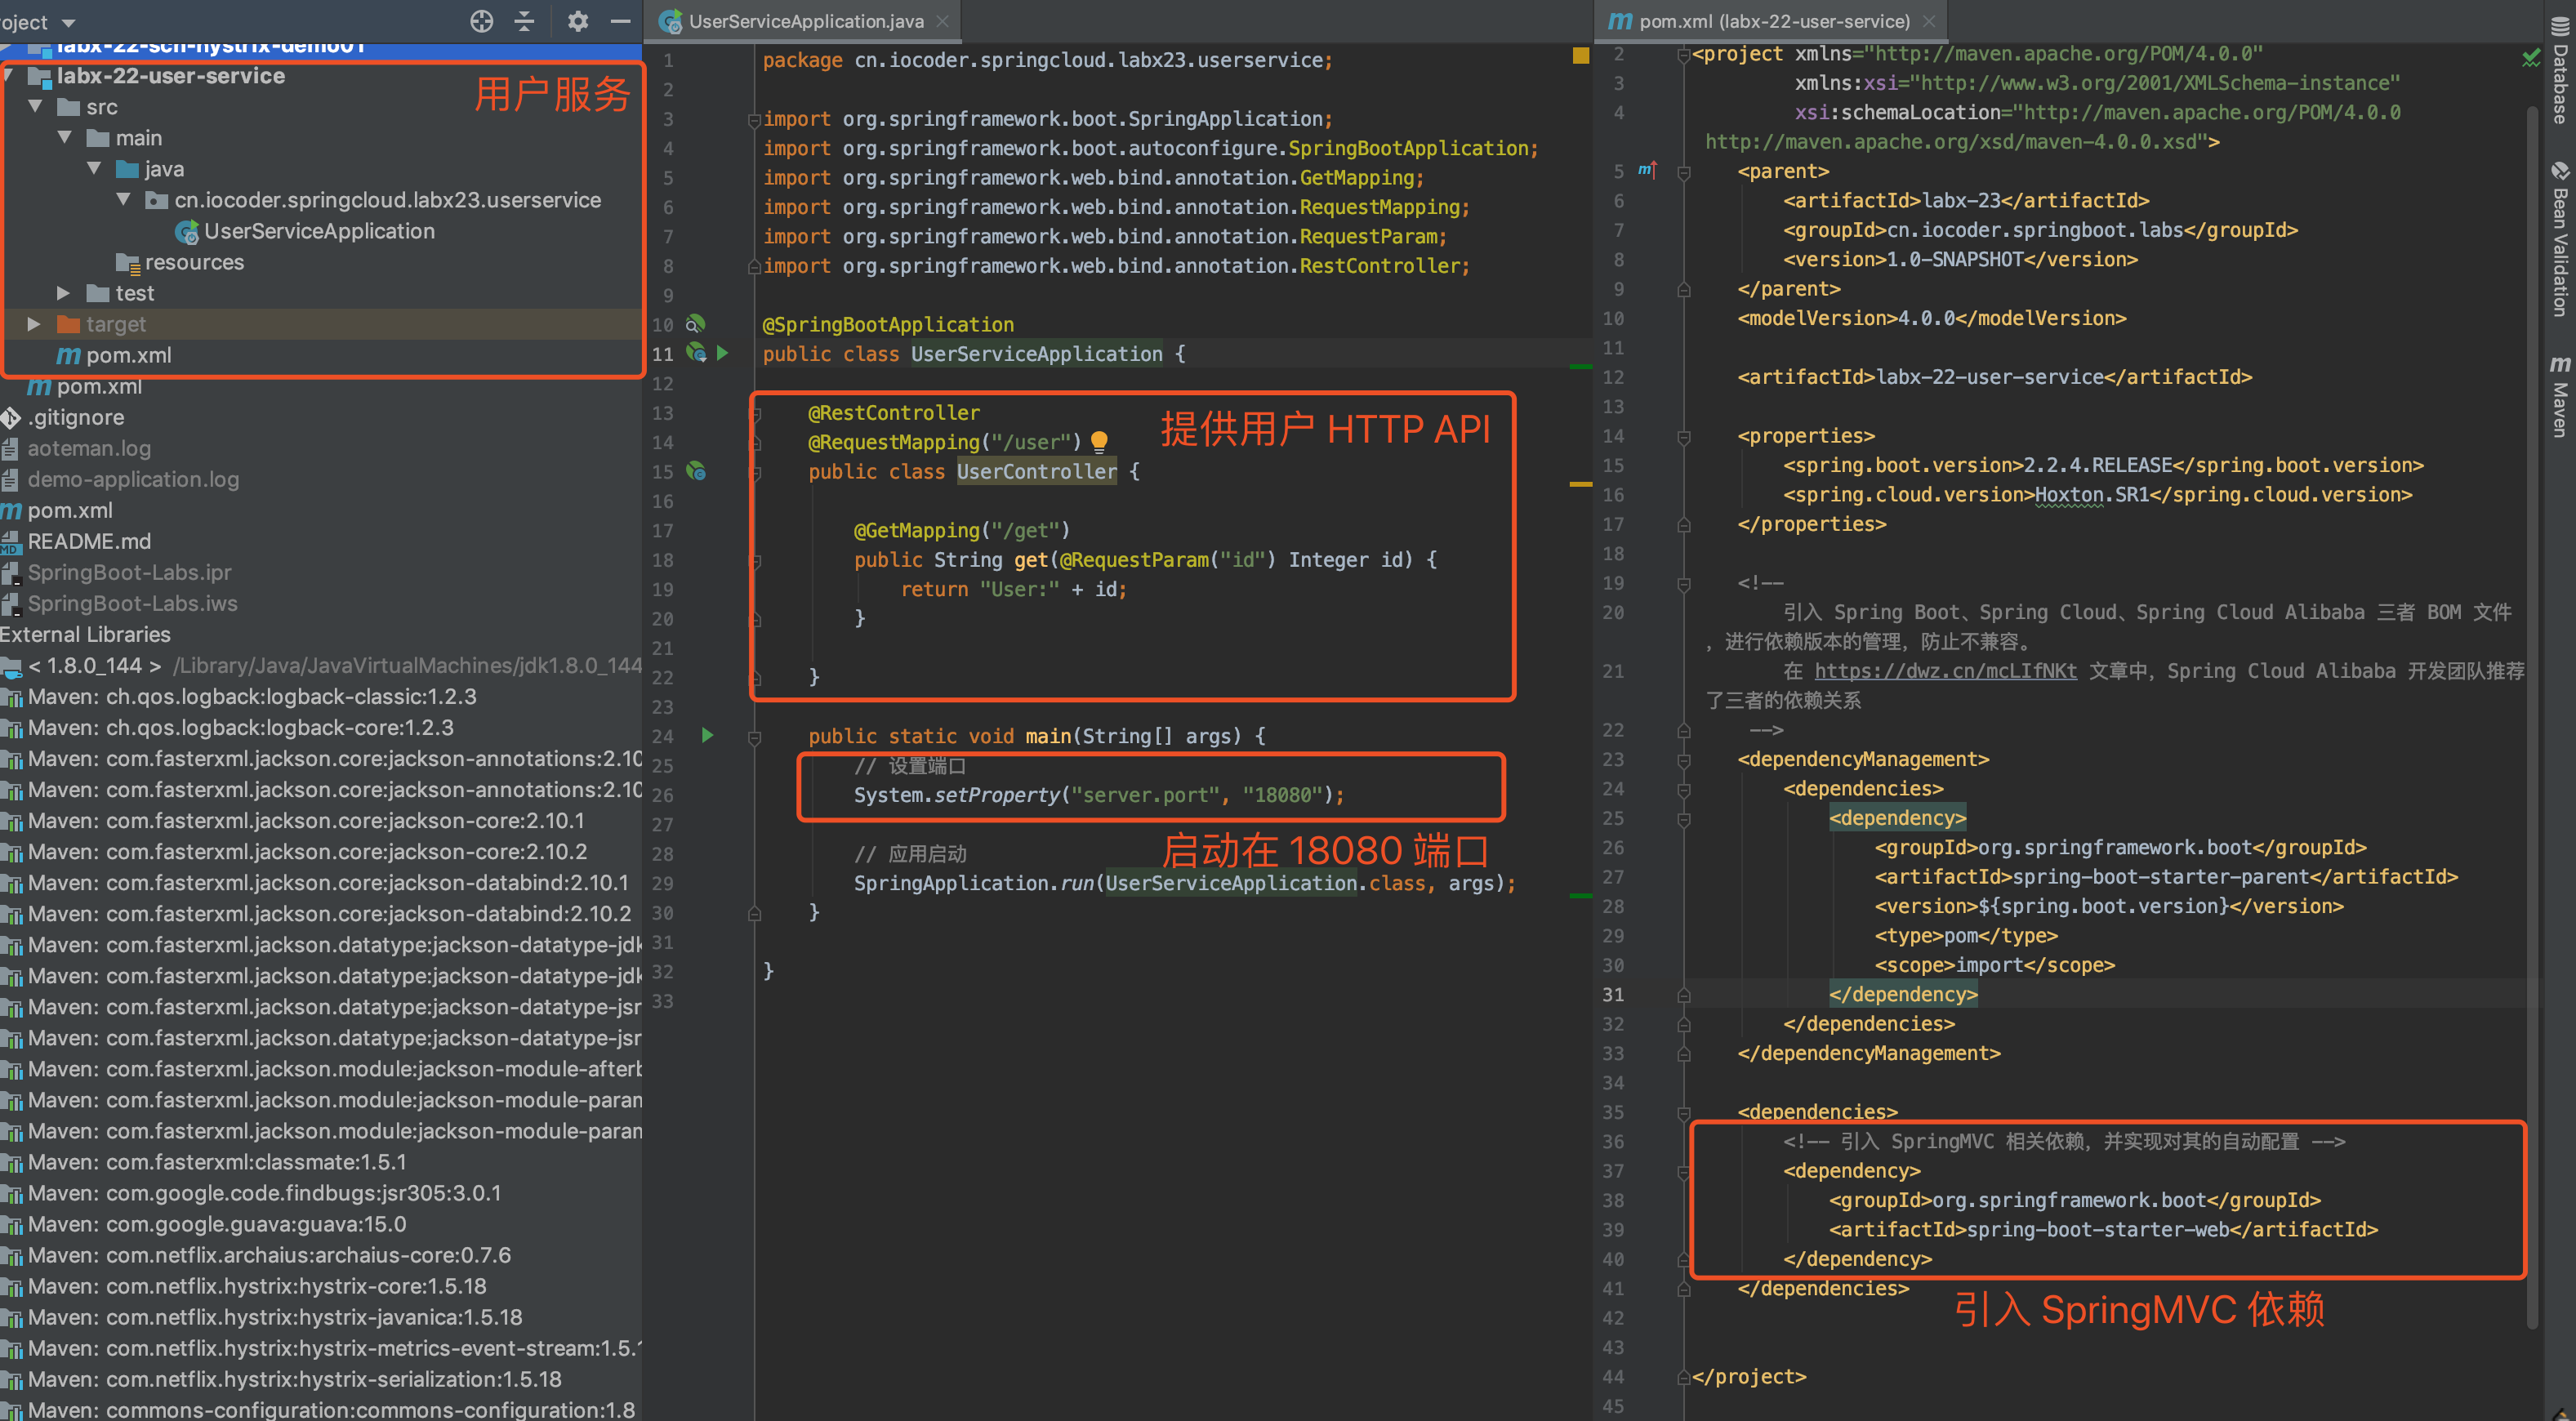 oject
labx-22-sch-hystrix-demo01
labx-22-user-service
用户服务
src
main
java
cn.iocoder.springcloud.labx23.userservice
UserServiceApplication
resources
test
target
pom.xml
pom.xml
.gitignore
aoteman.log
demo-application.log
pom.xml
README.md
SpringBoot-Labs.ipr
SpringBoot-Labs.iws
External Libraries
< 1.8.0_144 > /Library/Java/JavaVirtualMachines/jdk1.8.0_144
Maven: ch.qos.logback:logback-classic:1.2.3
Maven: ch.qos.logback:logback-core:1.2.3
Maven: com.fasterxml.jackson.core:jackson-annotations:2.10
Maven: com.fasterxml.jackson.core:jackson-annotations:2.10
Maven: com.fasterxml.jackson.core:jackson-core:2.10.1
Maven: com.fasterxml.jackson.core:jackson-core:2.10.2
Maven: com.fasterxml.jackson.core:jackson-databind:2.10.1
Maven: com.fasterxml.jackson.core:jackson-databind:2.10.2
Maven: com.fasterxml.jackson.datatype:jackson-datatype-jdk
Maven: com.fasterxml.jackson.datatype:jackson-datatype-jdk
Maven: com.fasterxml.jackson.datatype:jackson-datatype-jsr
Maven: com.fasterxml.jackson.datatype:jackson-datatype-jsr
Maven: com.fasterxml.jackson.module:jackson-module-afterb
Maven: com.fasterxml.jackson.module:jackson-module-param
Maven: com.fasterxml.jackson.module:jackson-module-param
Maven: com.fasterxml:classmate:1.5.1
Maven: com.google.code.findbugs:jsr305:3.0.1
Maven: com.google.guava:guava:15.0
Maven: com.netflix.archaius:archaius-core:0.7.6
Maven: com.netflix.hystrix:hystrix-core:1.5.18
Maven: com.netflix.hystrix:hystrix-javanica:1.5.18
Maven: com.netflix.hystrix:hystrix-metrics-event-stream:1.5.1
Maven: com.netflix.hystrix:hystrix-serialization:1.5.18
Maven: commons-configuration:commons-configuration:1.8
UserServiceApplication.java
1 package cn.iocoder.springcloud.labx23.userservice;
2
3 import org.springframework.boot.SpringApplication;
4 import org.springframework.boot.autoconfigure.SpringBootApplication;
5 import org.springframework.web.bind.annotation.GetMapping;
6 import org.springframework.web.bind.annotation.RequestMapping;
7 import org.springframework.web.bind.annotation.RequestParam;
8 import org.springframework.web.bind.annotation.RestController;
9
10 @SpringBootApplication
11 public class UserServiceApplication {
12
13 @RestController
提供用户 HTTP API
14 @RequestMapping("/user")
15 public class UserController {
16
17 @GetMapping("/get")
18 public String get(@RequestParam("id") Integer id) {
19 return "User:" + id;
20 }
21
22 }
23
24 public static void main(String[] args) {
25 // 设置端口
26 System.setProperty("server.port", "18080");
27
启动在 18080 端口
28 // 应用启动
29 SpringApplication.run(UserServiceApplication.class, args);
30 }
31
32 }
33
pom.xml (labx-22-user-service)
2 <project xmlns="http://maven.apache.org/POM/4.0.0"
3 xmlns:xsi="http://www.w3.org/2001/XMLSchema-instance"
4 xsi:schemaLocation="http://maven.apache.org/POM/4.0.0
http://maven.apache.org/xsd/maven-4.0.0.xsd">
5 <parent>
6 <artifactId>labx-23</artifactId>
7 <groupId>cn.iocoder.springboot.labs</groupId>
8 <version>1.0-SNAPSHOT</version>
9 </parent>
10 <modelVersion>4.0.0</modelVersion>
11
12 <artifactId>labx-22-user-service</artifactId>
13
14 <properties>
15 <spring.boot.version>2.2.4.RELEASE</spring.boot.version>
16 <spring.cloud.version>Hoxton.SR1</spring.cloud.version>
17 </properties>
18
19 <!--
20 引入 Spring Boot、Spring Cloud、Spring Cloud Alibaba 三者 BOM 文件
，进行依赖版本的管理，防止不兼容。
21 在 https://dwz.cn/mcLIfNKt 文章中，Spring Cloud Alibaba 开发团队推荐
了三者的依赖关系
22 -->
23 <dependencyManagement>
24 <dependencies>
25 <dependency>
26 <groupId>org.springframework.boot</groupId>
27 <artifactId>spring-boot-starter-parent</artifactId>
28 <version>${spring.boot.version}</version>
29 <type>pom</type>
30 <scope>import</scope>
31 </dependency>
32 </dependencies>
33 </dependencyManagement>
34
35 <dependencies>
36 <!-- 引入 SpringMVC 相关依赖，并实现对其的自动配置 -->
37 <dependency>
38 <groupId>org.springframework.boot</groupId>
39 <artifactId>spring-boot-starter-web</artifactId>
40 </dependency>
41 </dependencies>
引入 SpringMVC 依赖
42
43
44 </project>
45
Database
Bean Validation
Maven